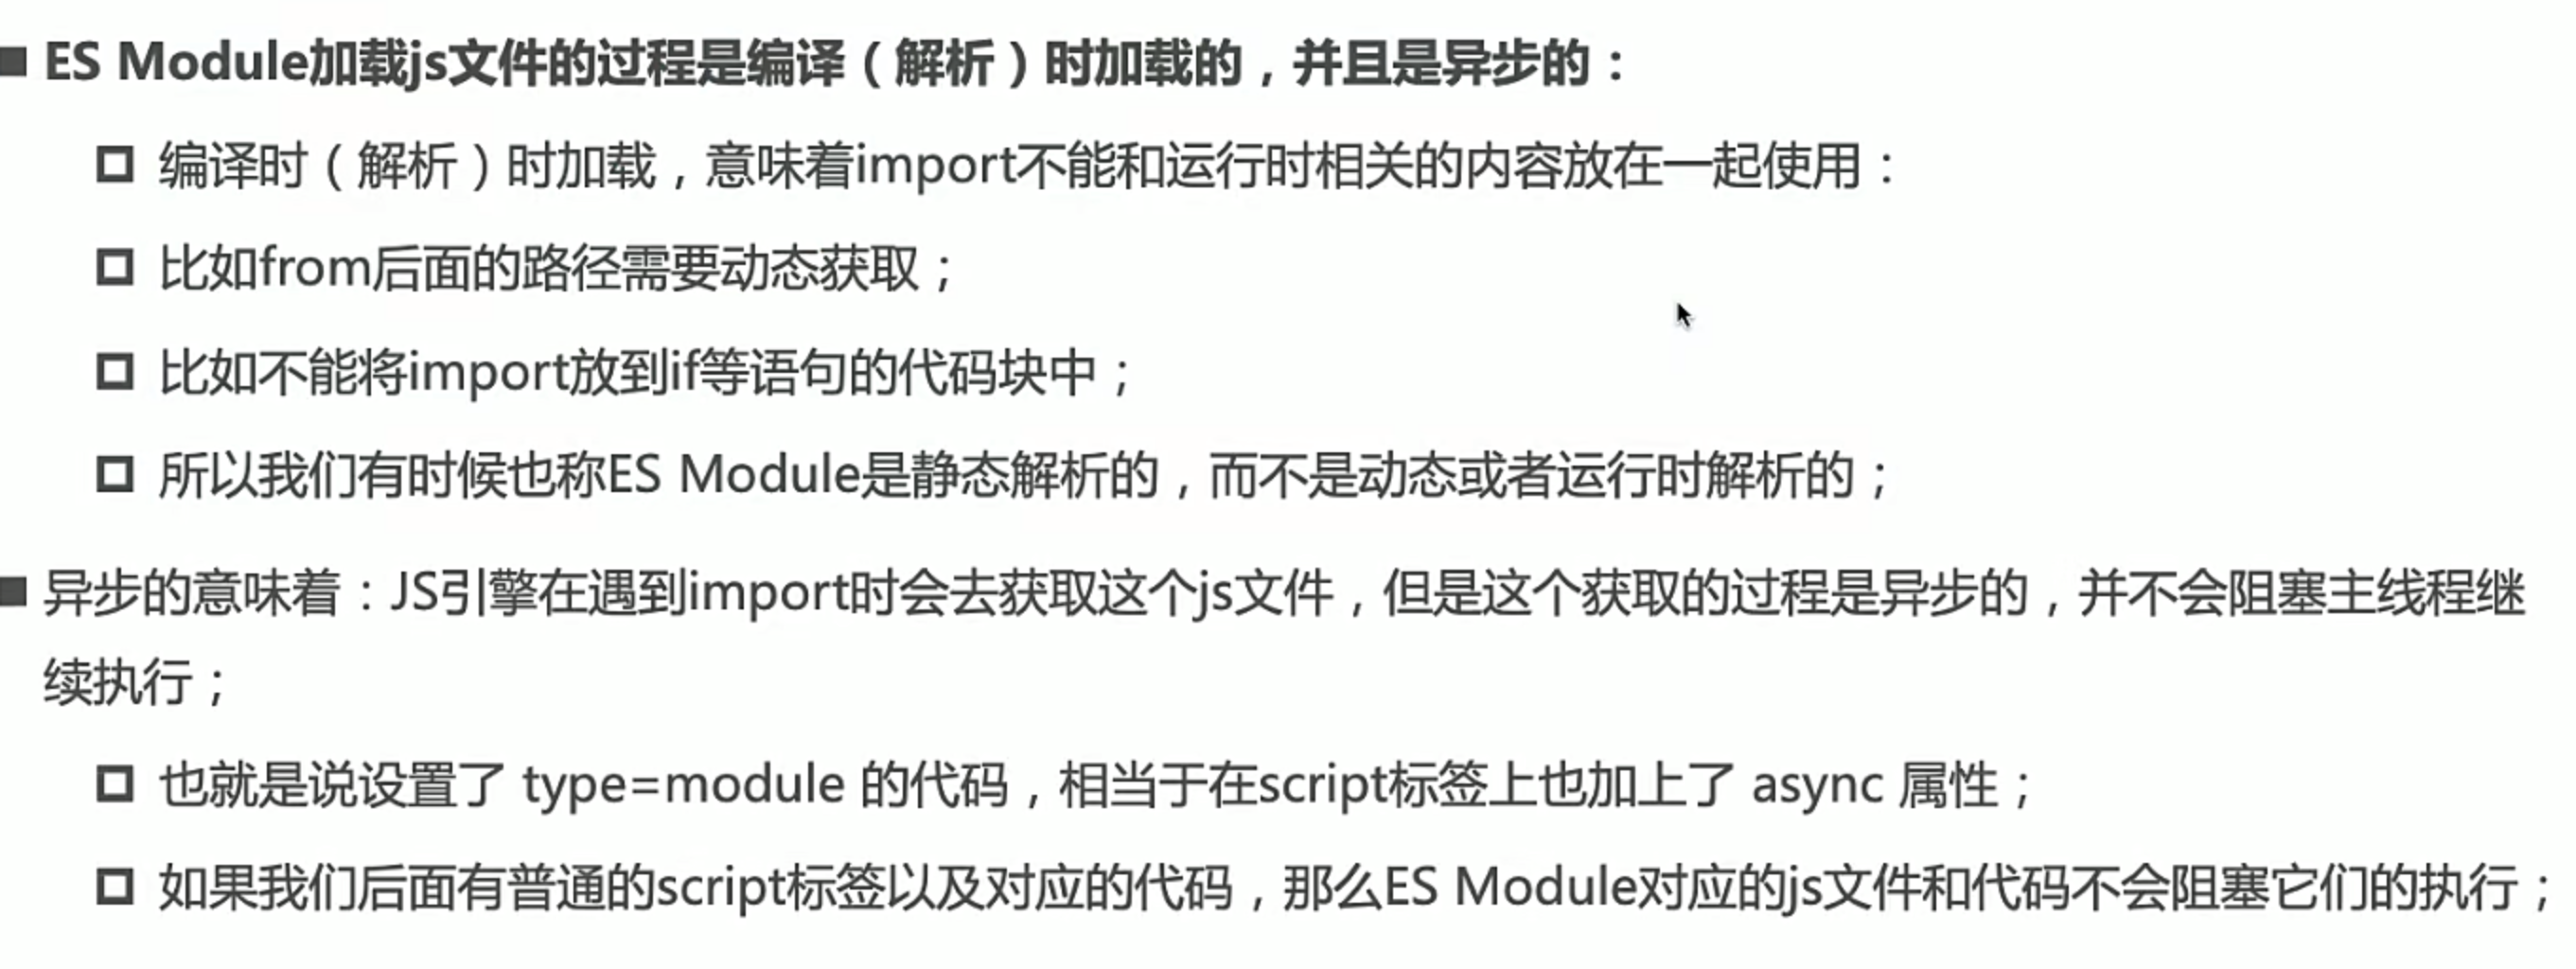 ES Module加载js文件的过程是编译（解析）时加载的，并且是异步的：
编译时（解析）时加载，意味着import不能和运行时相关的内容放在一起使用：
比如from后面的路径需要动态获取；
比如不能将import放到if等语句的代码块中；
所以我们有时候也称ES Module是静态解析的，而不是动态或者运行时解析的；
异步的意味着：JS引擎在遇到import时会去获取这个js文件，但是这个获取的过程是异步的，并不会阻塞主线程继
续执行；
也就是说设置了 type=module 的代码，相当于在script标签上也加上了 async 属性；
如果我们后面有普通的script标签以及对应的代码，那么ES Module对应的js文件和代码不会阻塞它们的执行；